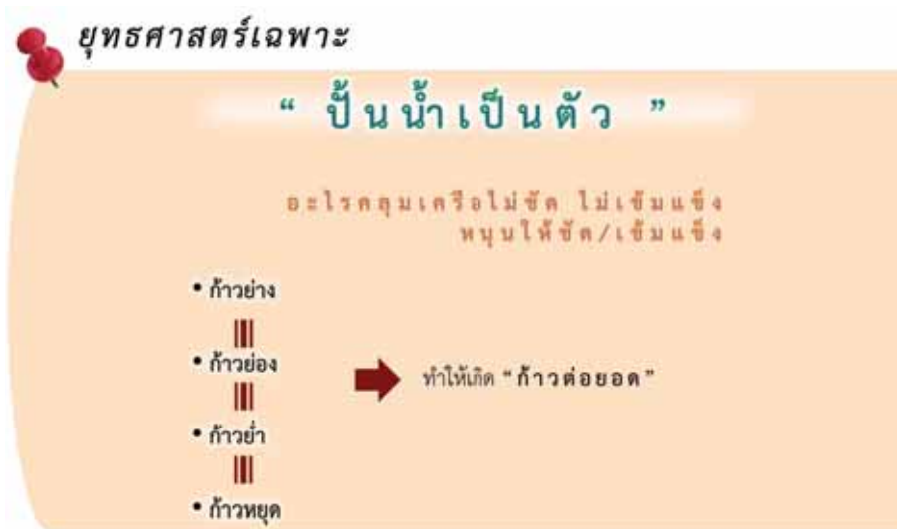 ยุทธศาสตร์เฉพาะ
“ ปั้นน้ำเป็นตัว ”
อะไรคลุมเครือไม่ชัด ไม่เข้มแข็ง
หนุนให้ชัด/เข้มแข็ง
• ก้าวย่าง
• ก้าวย่อง
ทำให้เกิด “ก้าวต่อยอด”
• ก้าวย่ำ
• ก้าวหยุด